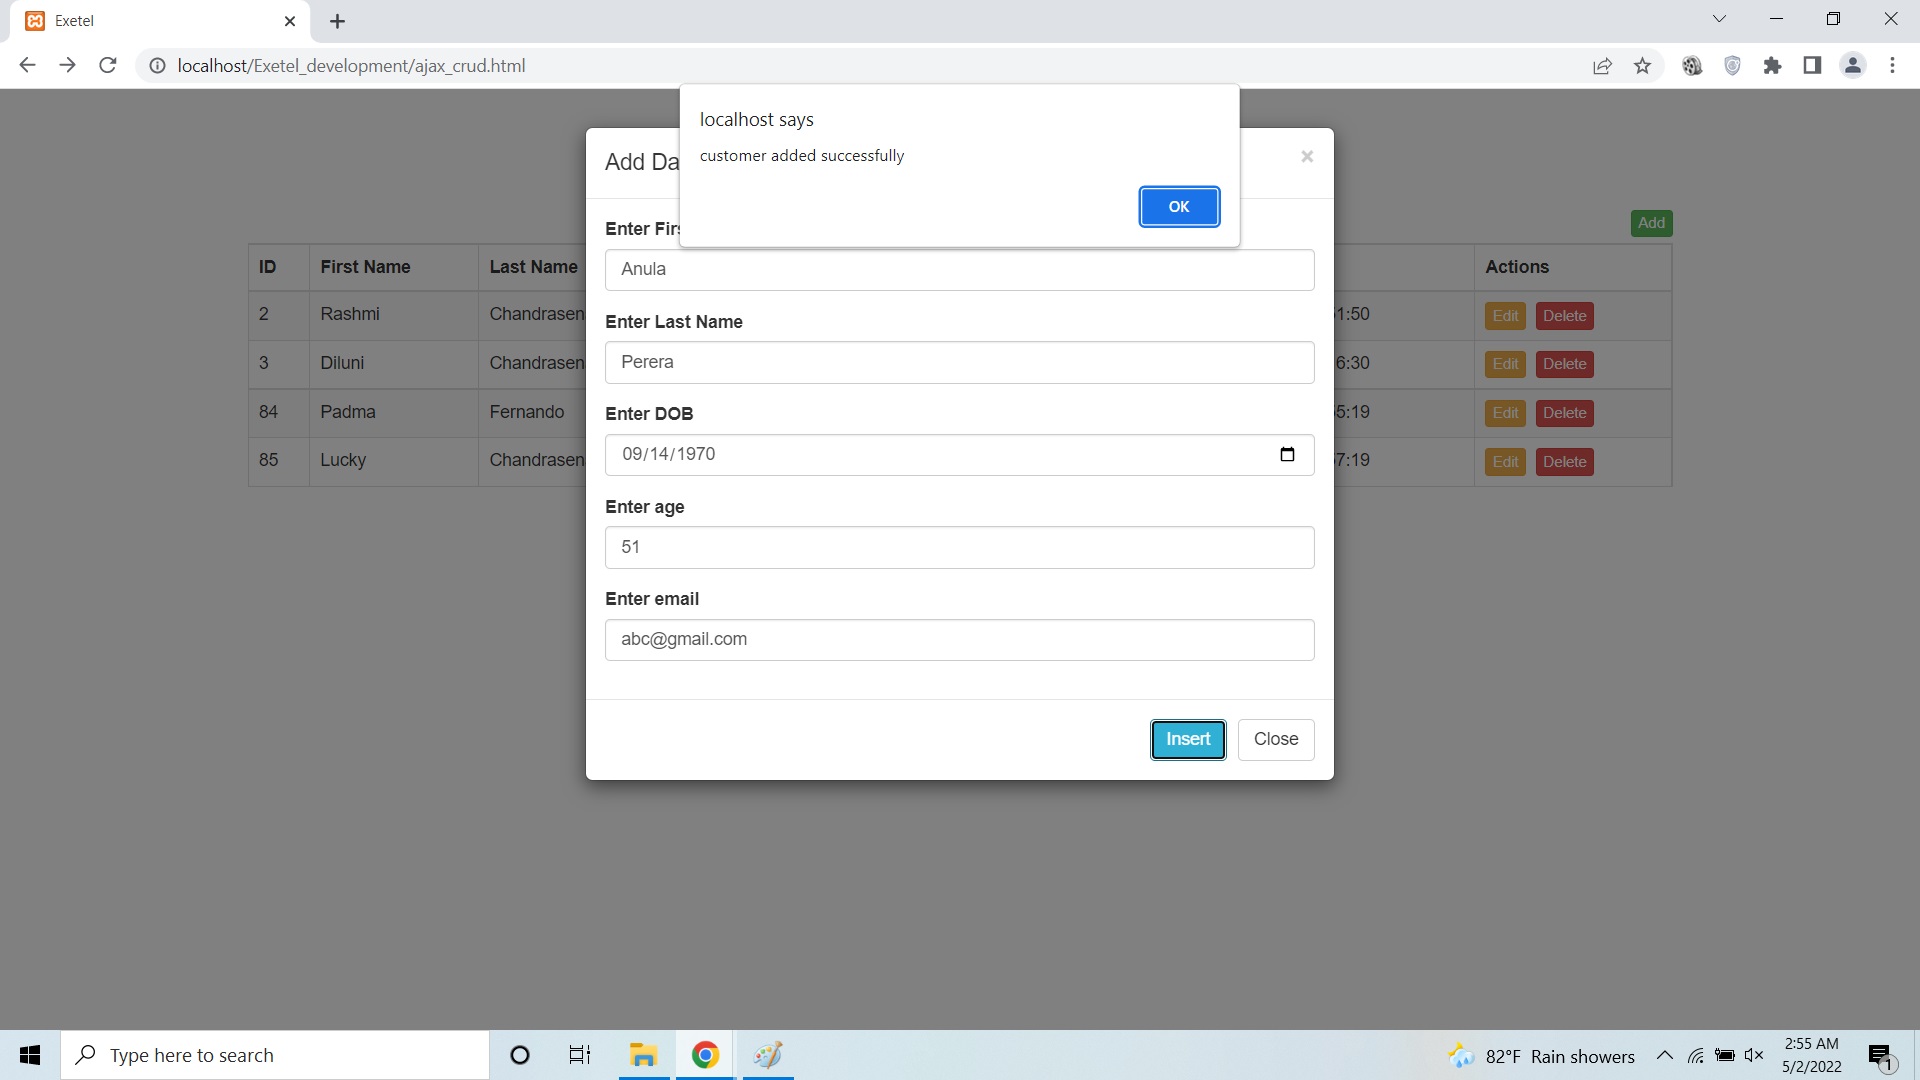 Exetel
localhost/Exetel_development/ajax_crud.html
localhost says
customer added successfully
OK
Add Da
×
Enter Firs
Anula
Add
ID First Name Last Name Actions
2 Rashmi Chandrasen 1:50 Edit Delete
3 Diluni Chandrasen 6:30 Edit Delete
84 Padma Fernando 5:19 Edit Delete
85 Lucky Chandrasen 7:19 Edit Delete
Enter Last Name
Perera
Enter DOB
09/14/1970
Enter age
51
Enter email
abc@gmail.com
Insert Close
Type here to search
82°F Rain showers
2:55 AM
5/2/2022
1